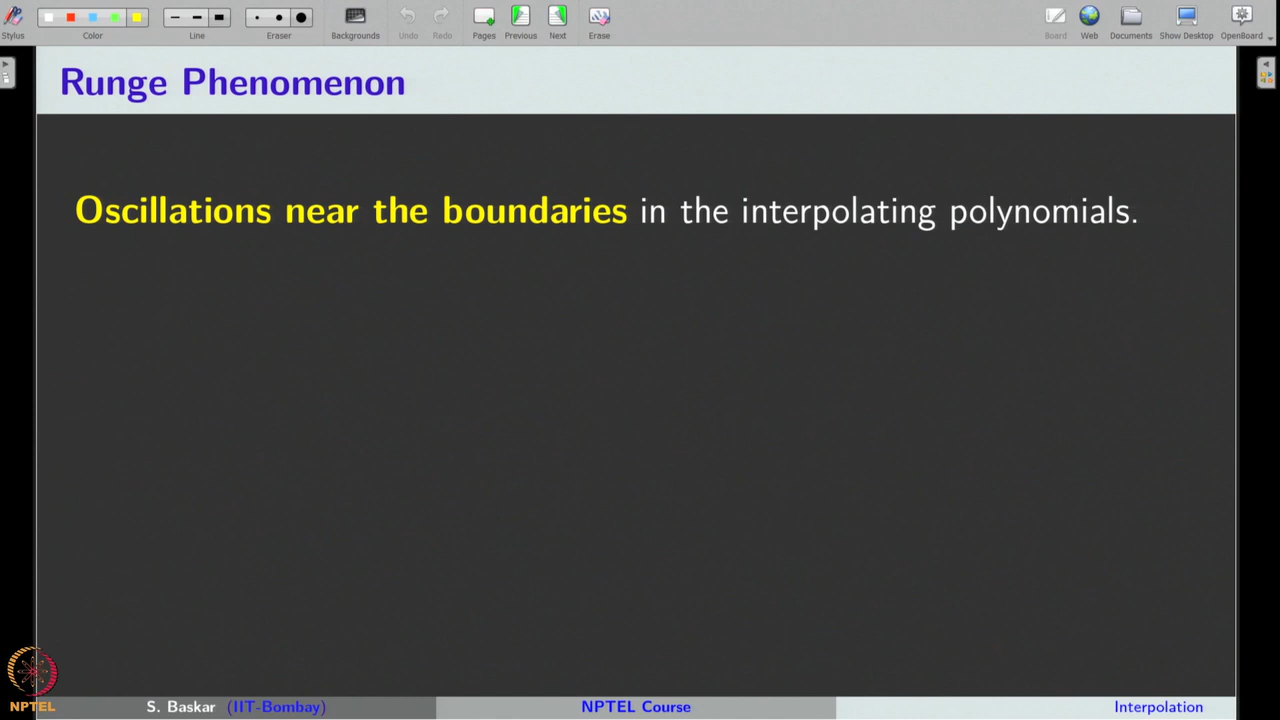 Stylus Color Line Eraser Backgrounds Undo Redo Pages Previous Next Erase Board Web Documents Show Desktop OpenBoard
Runge Phenomenon
Oscillations near the boundaries in the interpolating polynomials.
NPTEL
S. Baskar (IIT-Bombay) NPTEL Course Interpolation